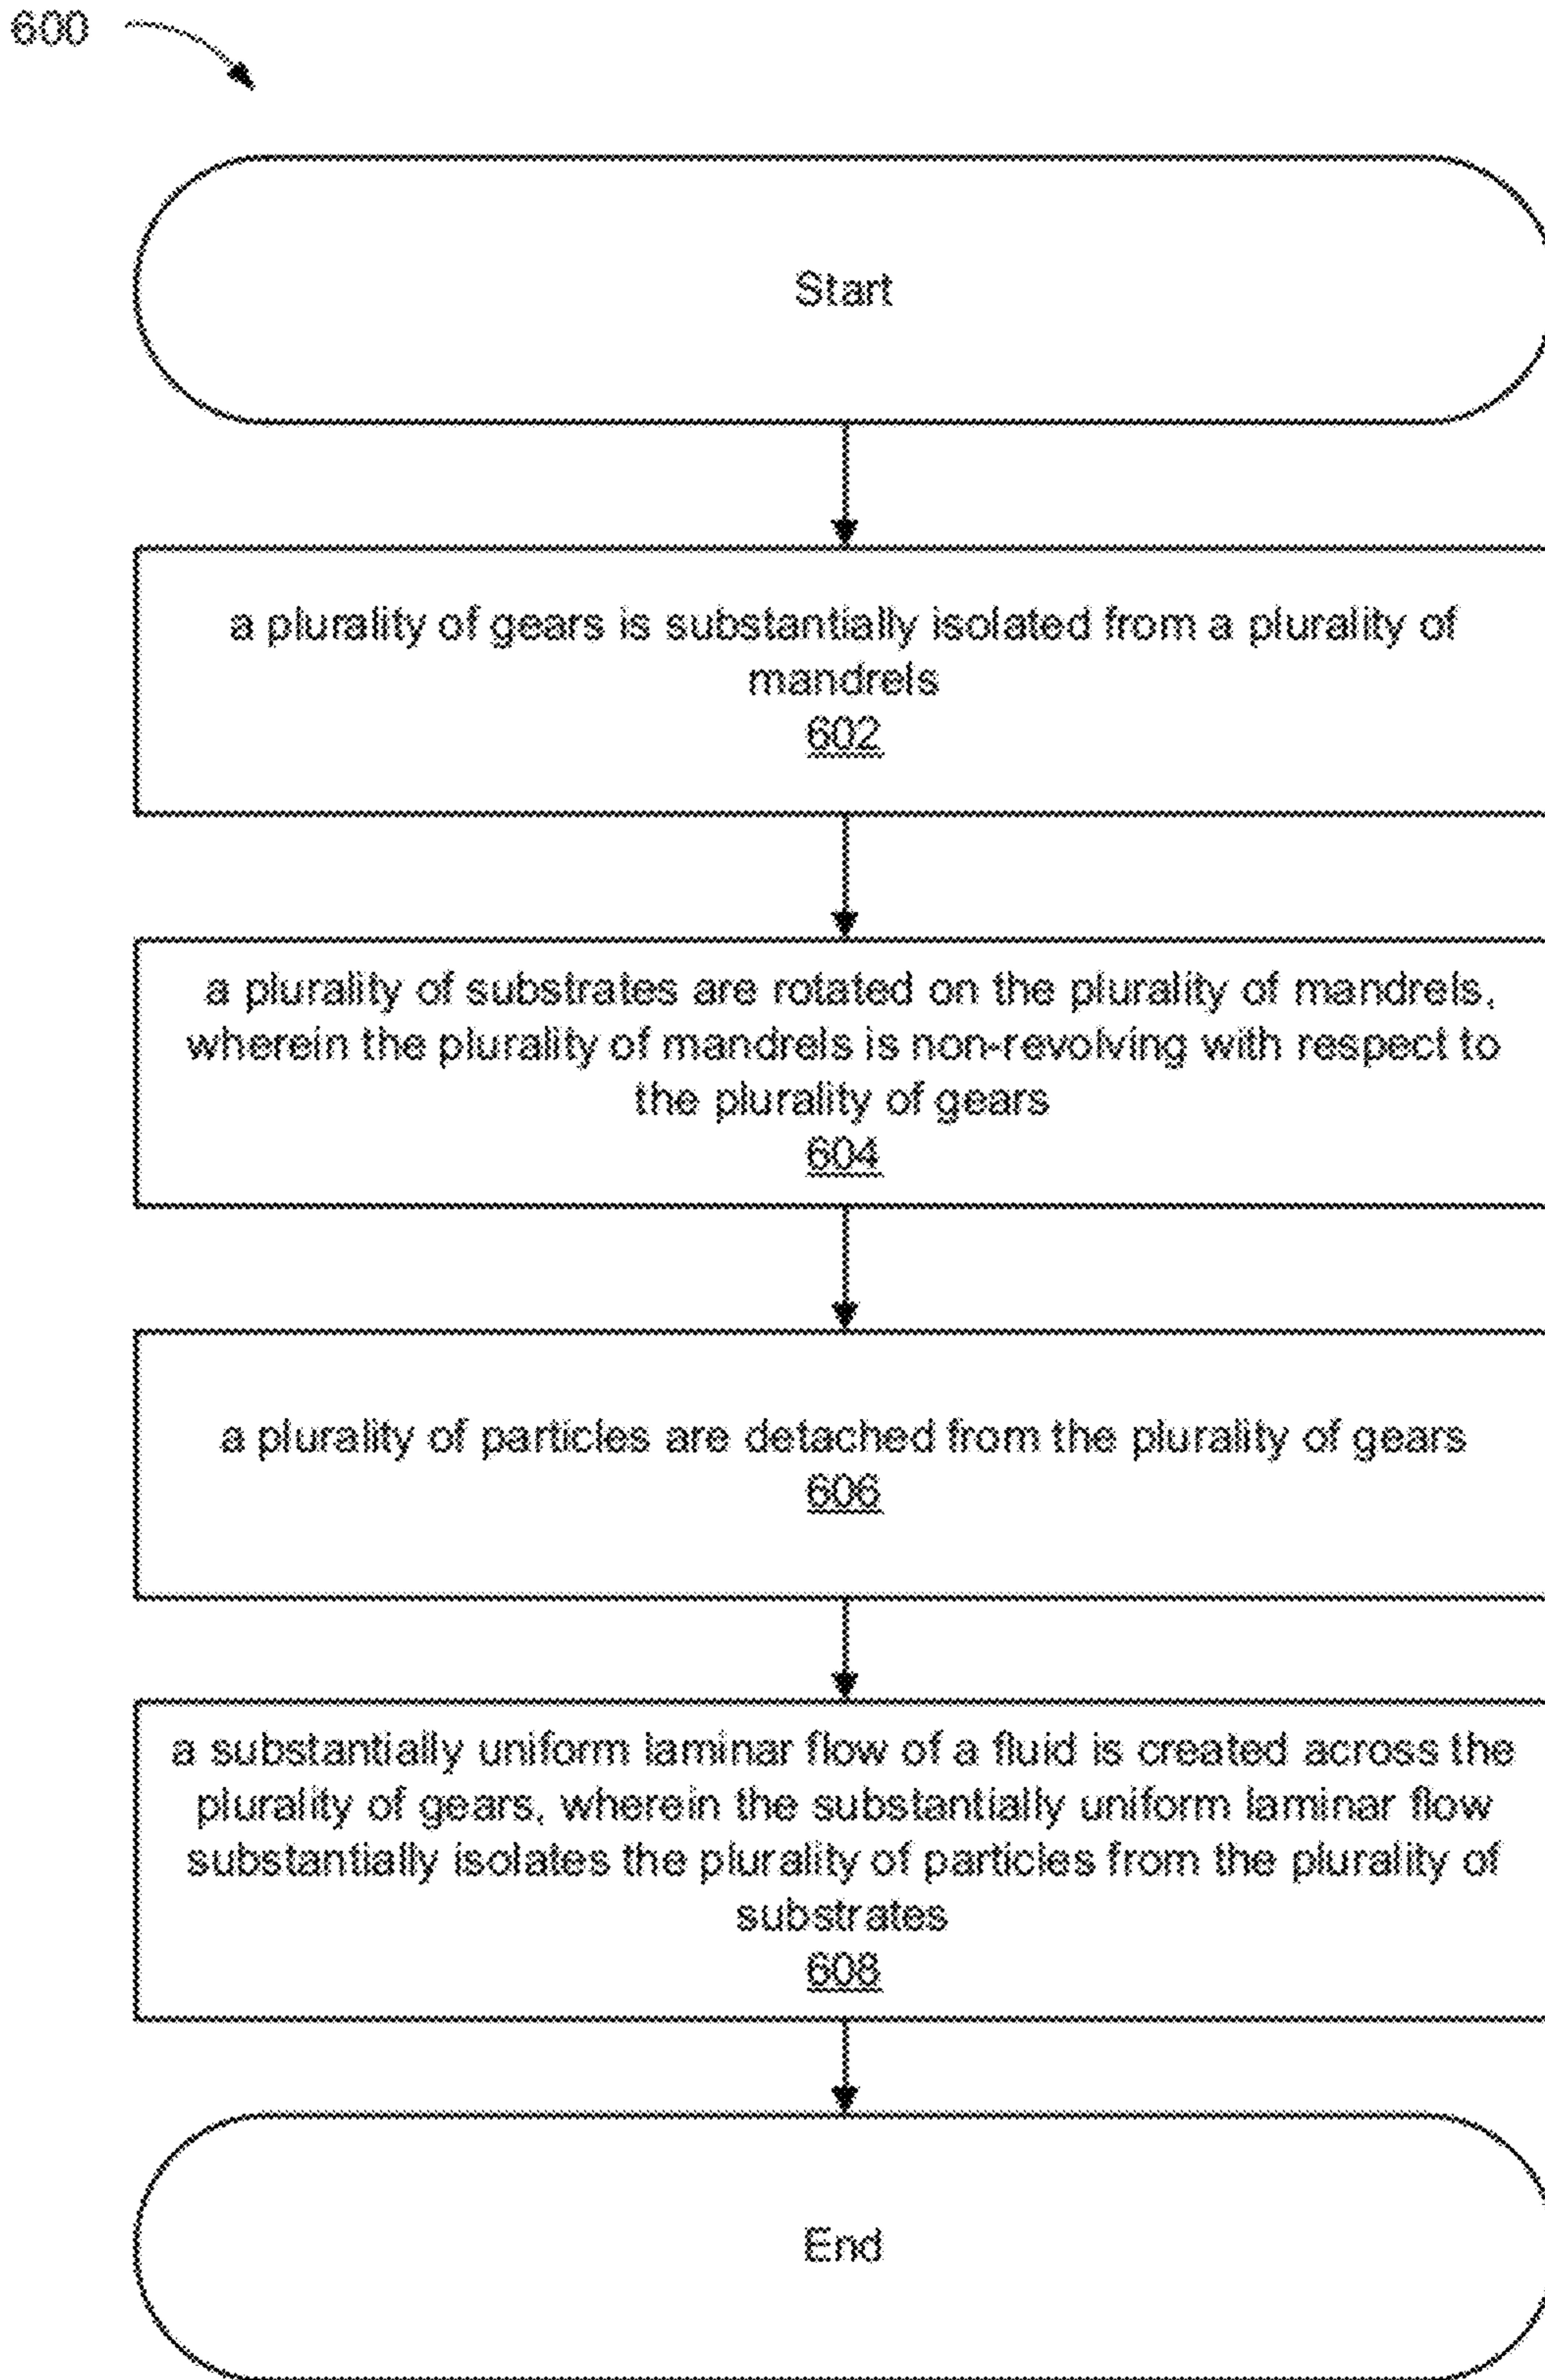 600
Start
a plurality of gears is substantially isolated from a plurality of
mandrels
602
a plurality of substrates are rotated on the plurality of mandrels,
wherein the plurality of mandrels is non-revolving with respect to
the plurality of gears
604
a plurality of particles are detached from the plurality of gears
606
a substantially uniform laminar flow of a fluid is created across the
plurality of gears, wherein the substantially uniform laminar flow
substantially isolates the plurality of particles from the plurality of
substrates
608
End